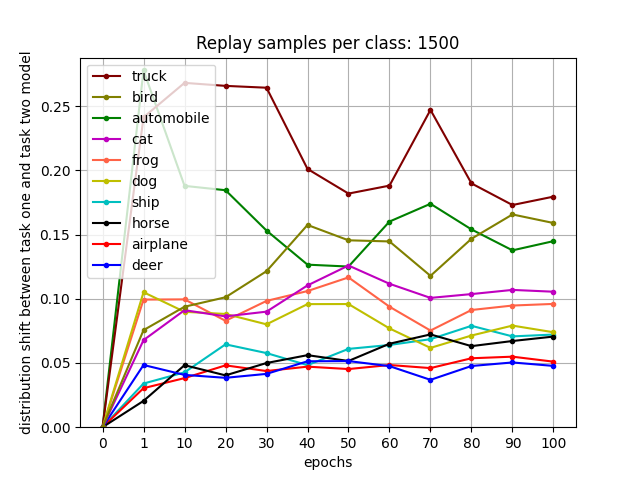 Replay samples per class: 1500
distribution shift between task one and task two model
0.25
0.20
0.15
0.10
0.05
0.00
truck
bird
automobile
cat
frog
dog
ship
horse
airplane
deer
0 1 10 20 30 40 50 60 70 80 90 100
epochs